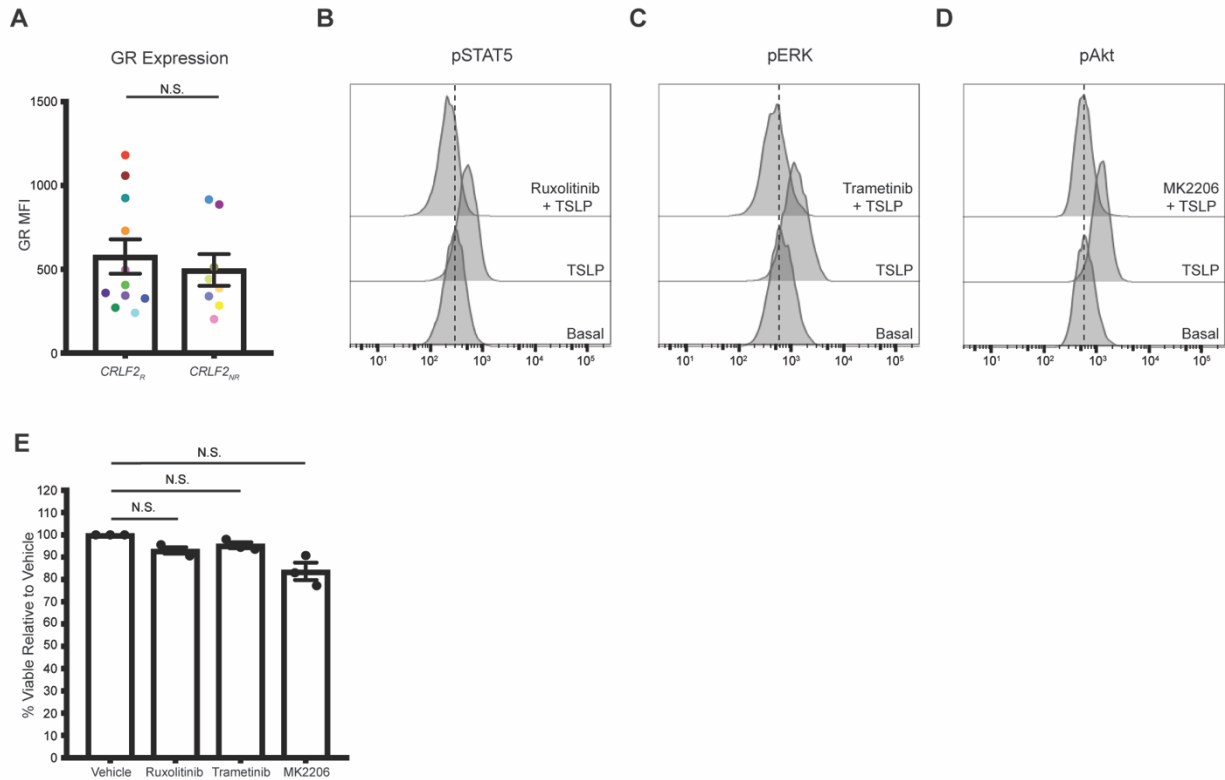 A
GR Expression
N.S.
1500
1000
500
0
GR MFI
CRLF2R
CRLF2NR
B
pSTAT5
Ruxolitinib
+ TSLP
TSLP
Basal
10¹ 10² 10³ 10⁴ 10⁵
C
pERK
Trametinib
+ TSLP
TSLP
Basal
10¹ 10² 10³ 10⁴ 10⁵
D
pAkt
MK2206
+ TSLP
TSLP
Basal
10¹ 10² 10³ 10⁴ 10⁵
E
N.S.
N.S.
N.S.
120
110
100
90
80
70
60
50
40
30
20
10
0
% Viable Relative to Vehicle
Vehicle Ruxolitinib Trametinib MK2206